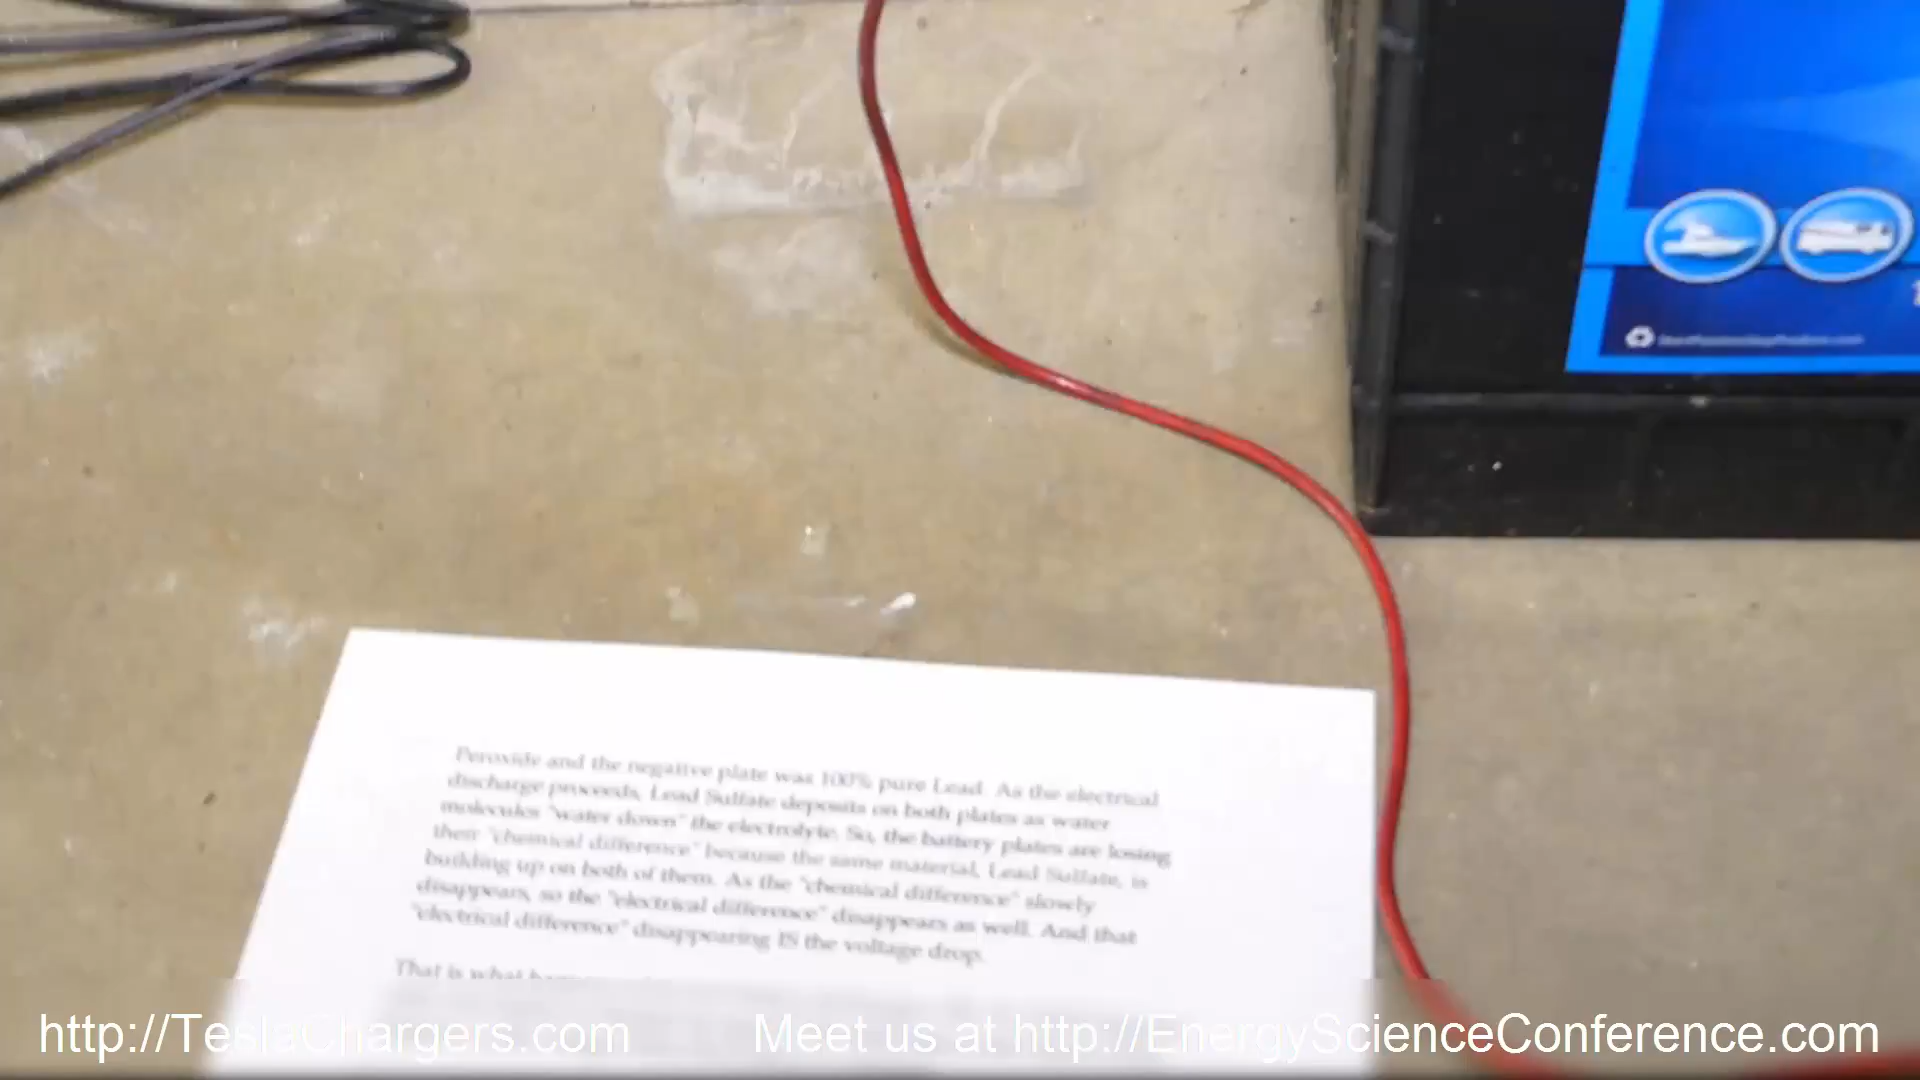 Peroxide and the negative plate was 100% pure Lead. As the electrical
discharge proceeds, Lead Sulfate deposits on both plates as water
molecules "water down" the electrolyte. So, the battery plates are losing
their "chemical difference" because the same material, Lead Sulfate, is
building up on both of them. As the "chemical difference" slowly
disappears, so the "electrical difference" disappears as well. And that
"electrical difference" disappearing IS the voltage drop.
That is what
http://TeslaChargers.com
Meet us at http://EnergyScienceConference.com